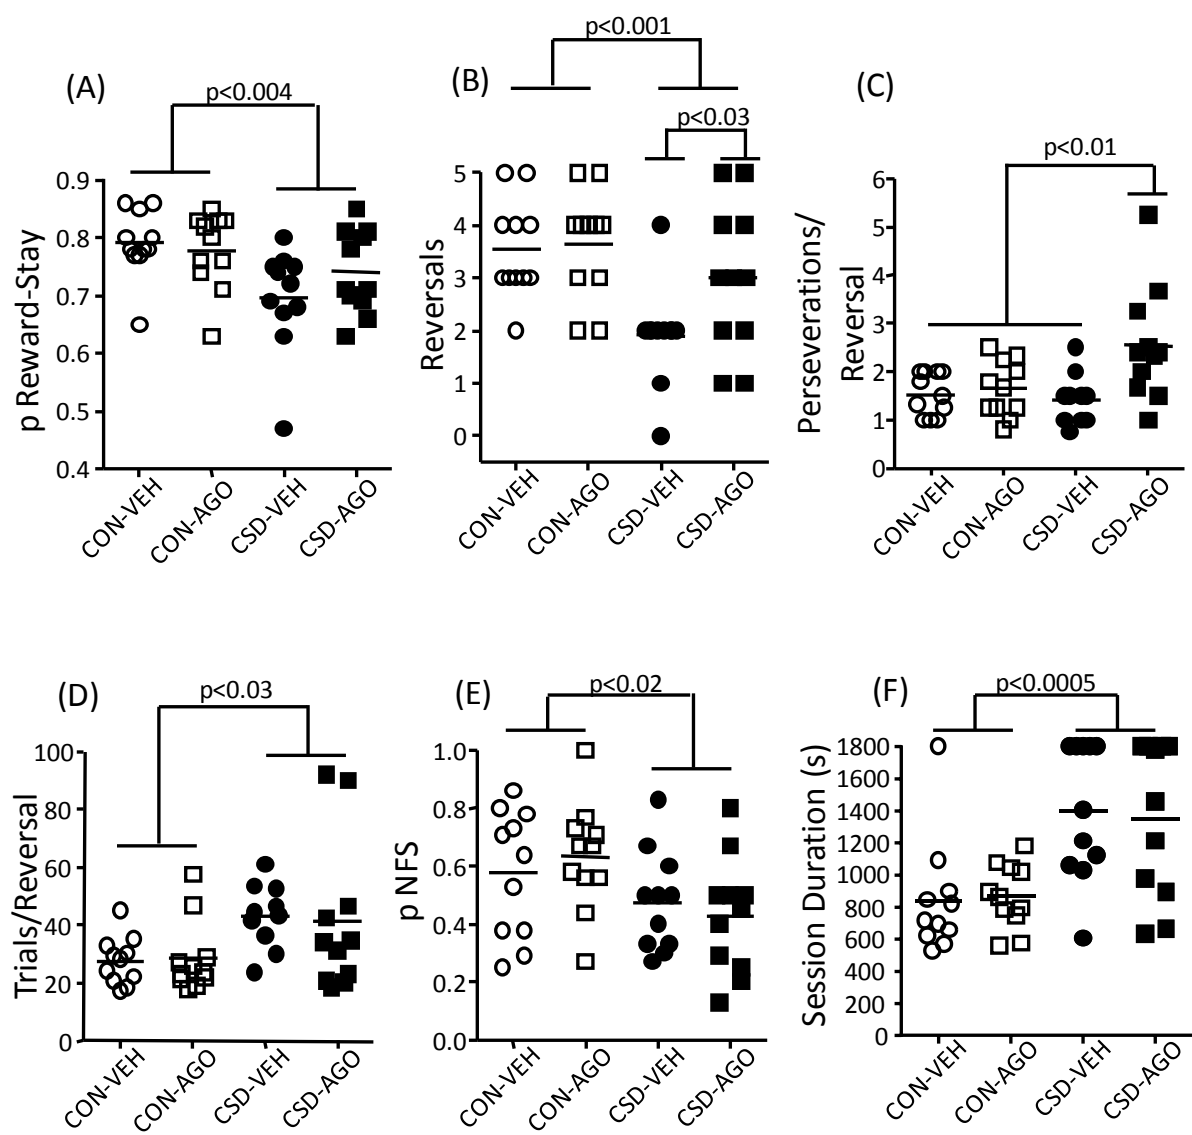 (A)
p<0.004
p Reward-Stay
0.9
0.8
0.7
0.6
0.5
0.4
CON-VEH
CON-AGO
CSD-VEH
CSD-AGO
(B)
p<0.001
p<0.03
Reversals
5
4
3
2
1
0
CON-VEH
CON-AGO
CSD-VEH
CSD-AGO
(C)
p<0.01
Perseverations/
Reversal
6
5
4
3
2
1
0
CON-VEH
CON-AGO
CSD-VEH
CSD-AGO
(D)
p<0.03
Trials/Reversal
100
80
60
40
20
0
CON-VEH
CON-AGO
CSD-VEH
CSD-AGO
(E)
p<0.02
p NFS
1.0
0.8
0.6
0.4
0.2
0.0
CON-VEH
CON-AGO
CSD-VEH
CSD-AGO
(F)
p<0.0005
Session Duration (s)
1800
1600
1400
1200
1000
800
600
400
200
0
CON-VEH
CON-AGO
CSD-VEH
CSD-AGO